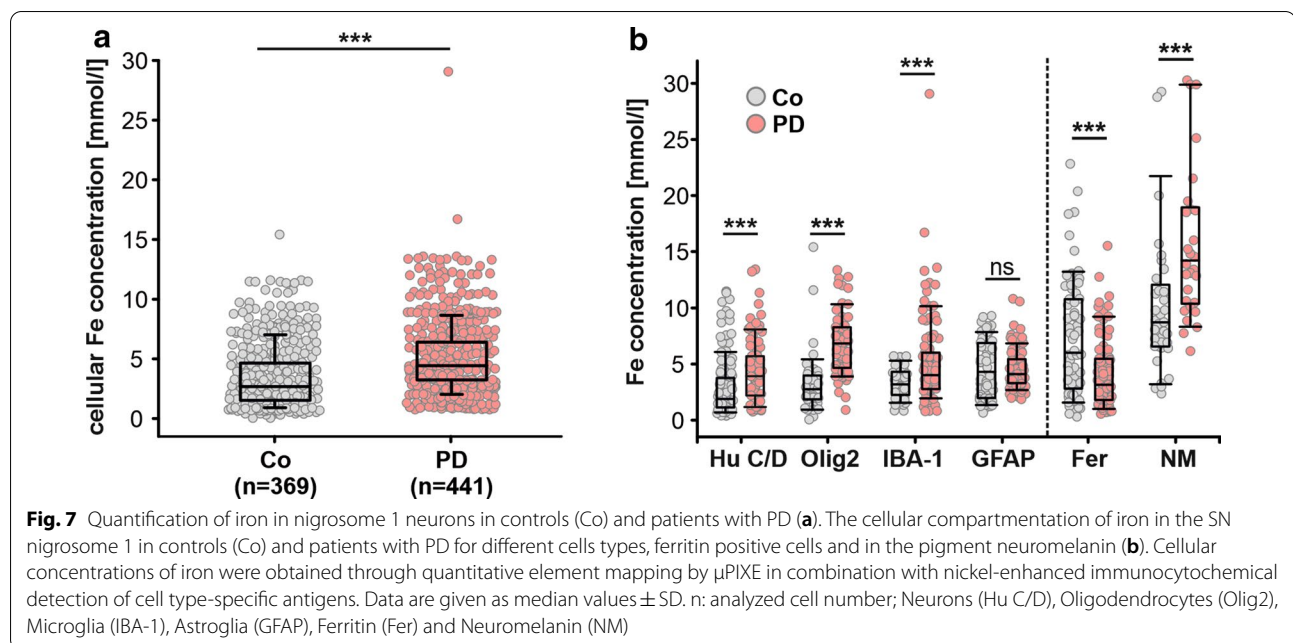 a
***
cellular Fe concentration [mmol/l]
30
25
20
15
10
5
0
Co
(n=369)
PD
(n=441)
b
Fe concentration [mmol/l]
30
25
20
15
10
5
0
Co
PD
***
***
***
ns
***
***
Hu C/D
Olig2
IBA-1
GFAP
Fer
NM
Fig. 7 Quantification of iron in nigrosome 1 neurons in controls (Co) and patients with PD (a). The cellular compartmentation of iron in the SN
nigrosome 1 in controls (Co) and patients with PD for different cells types, ferritin positive cells and in the pigment neuromelanin (b). Cellular
concentrations of iron were obtained through quantitative element mapping by μPIXE in combination with nickel-enhanced immunocytochemical
detection of cell type-specific antigens. Data are given as median values ± SD. n: analyzed cell number; Neurons (Hu C/D), Oligodendrocytes (Olig2),
Microglia (IBA-1), Astroglia (GFAP), Ferritin (Fer) and Neuromelanin (NM)